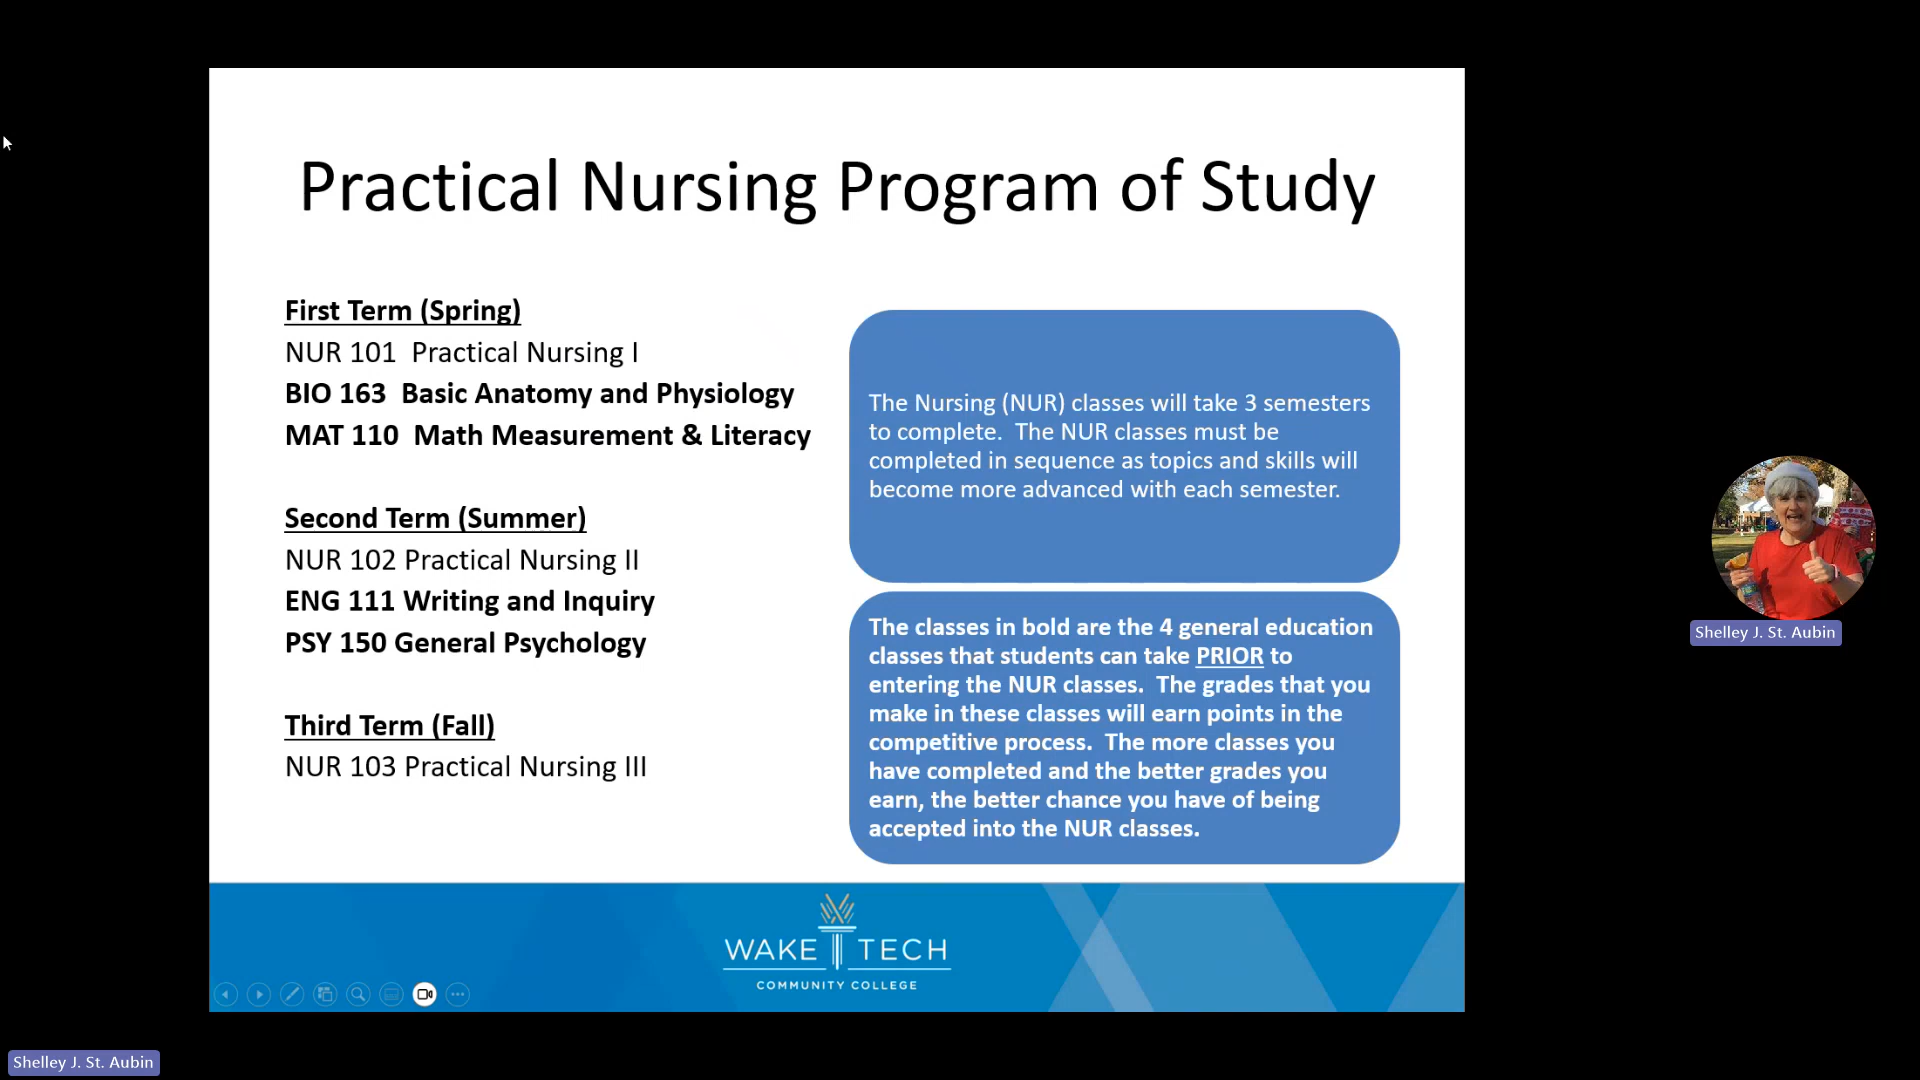 Practical Nursing Program of Study
First Term (Spring)
NUR 101  Practical Nursing I
BIO 163  Basic Anatomy and Physiology
MAT 110  Math Measurement & Literacy
Second Term (Summer)
NUR 102 Practical Nursing II
ENG 111 Writing and Inquiry
PSY 150 General Psychology
Third Term (Fall)
NUR 103 Practical Nursing III
The Nursing (NUR) classes will take 3 semesters
to complete.  The NUR classes must be
completed in sequence as topics and skills will
become more advanced with each semester.
The classes in bold are the 4 general education
classes that students can take PRIOR to
entering the NUR classes.  The grades that you
make in these classes will earn points in the
competitive process.  The more classes you
have completed and the better grades you
earn, the better chance you have of being
accepted into the NUR classes.
WAKE TECH
COMMUNITY COLLEGE
Shelley J. St. Aubin
Shelley J. St. Aubin